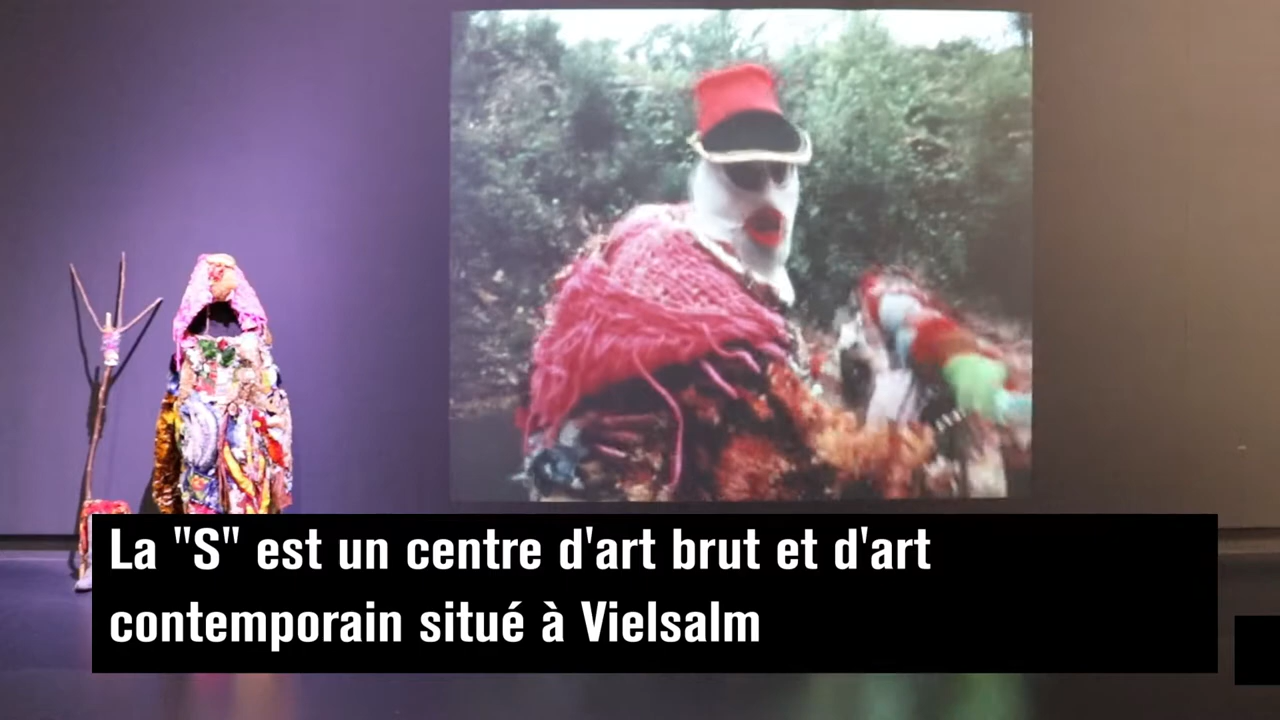 La "S" est un centre d'art brut et d'art
contemporain situé à Vielsalm